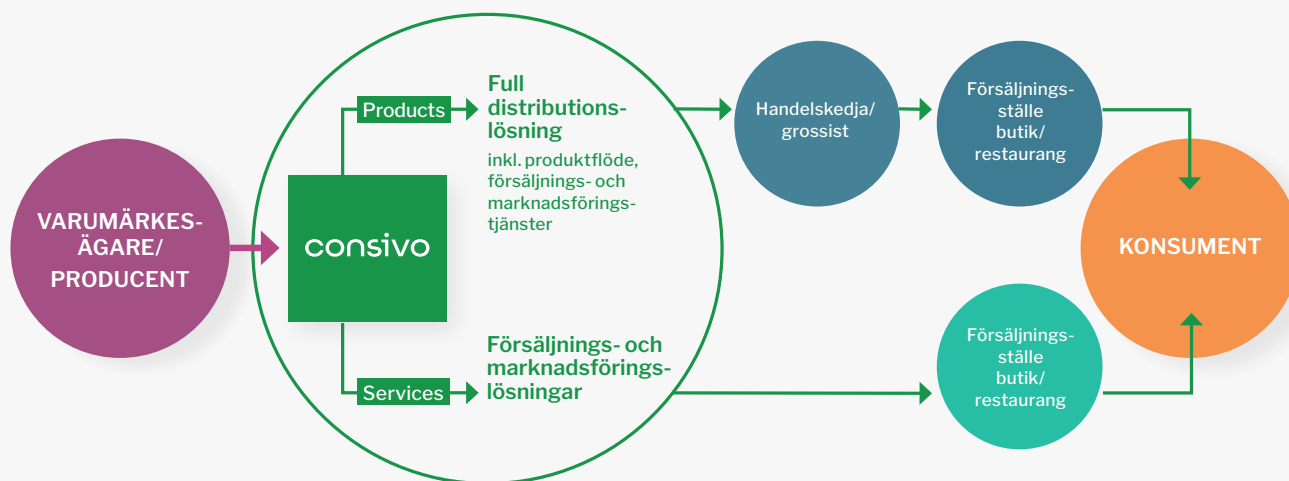 VARUMÄRKES-
ÄGARE/
PRODUCENT
consivo
Products
Full
distributions-
lösning
inkl. produktflöde,
försäljnings- och
marknadsförings-
tjänster
Services
Försäljnings- och
marknadsförings-
lösningar
Handelskedja/
grossist
Försäljnings-
ställe
butik/
restaurang
Försäljnings-
ställe
butik/
restaurang
KONSUMENT